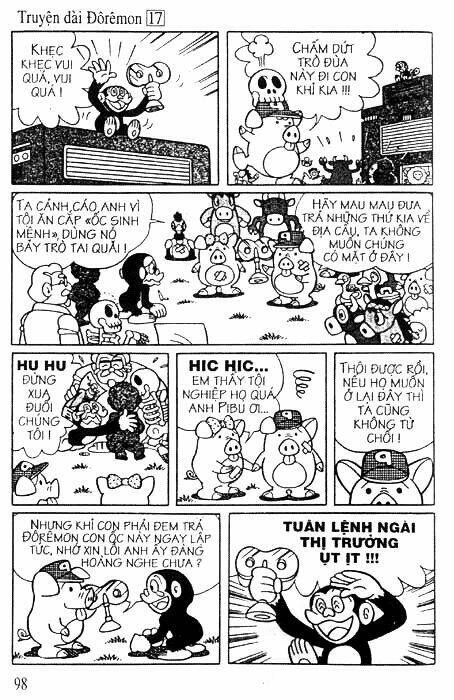 Truyện dài Đôrêmon 17
KHẸC
KHẸC VUI
QUÁ, VUI
QUÁ !
CHẤM DỨT
TRÒ ĐÙA
NÀY ĐI CON
KHỈ KIA !!!
TA CẢNH CÁO ANH VÌ
TỘI ĂN CẮP «ỐC SINH
MỆNH», DÙNG NÓ
BÀY TRÒ TAI QUÁI !
HÃY MAU MAU ĐƯA
TRẢ NHỮNG THỨ KIA VỀ
ĐỊA CẦU, TA KHÔNG
MUỐN CHÚNG
CÓ MẶT Ở ĐÂY !
HU HU
ĐỪNG
XUA
ĐUỔI
CHÚNG
TÔI !
HIC HIC...
EM THẤY TỘI
NGHIỆP HỌ QUÁ
ANH PIBU ƠI...
THÔI ĐƯỢC RỒI,
NẾU HỌ MUỐN
Ở LẠI ĐÂY THÌ
TA CŨNG
KHÔNG TỪ
CHỐI !
NHƯNG KHỈ CON PHẢI ĐEM TRẢ
ĐÔRÊMON CON ỐC NÀY NGAY LẬP
TỨC, NHỚ XIN LỖI ANH ẤY ĐÀNG
HOÀNG NGHE CHƯA ?
TUÂN LỆNH NGÀI
THỊ TRƯỞNG
ỤT ỊT !!!
98